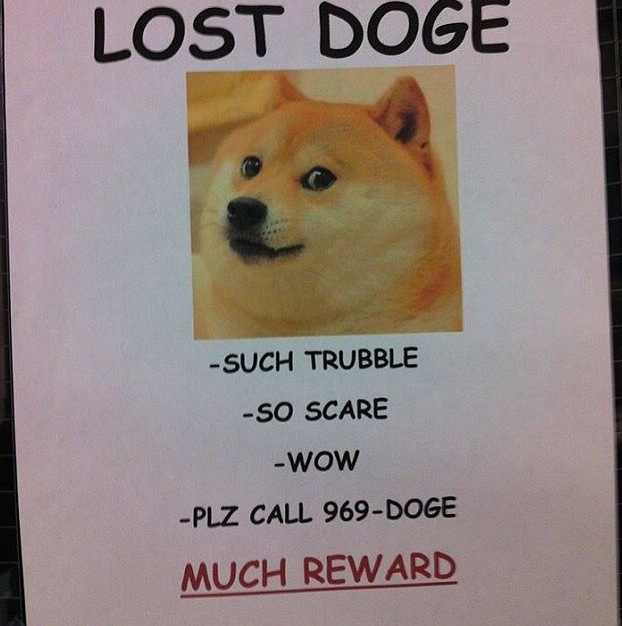 LOST DOGE
-SUCH TRUBBLE
-SO SCARE
-WOW
-PLZ CALL 969-DOGE
MUCH REWARD